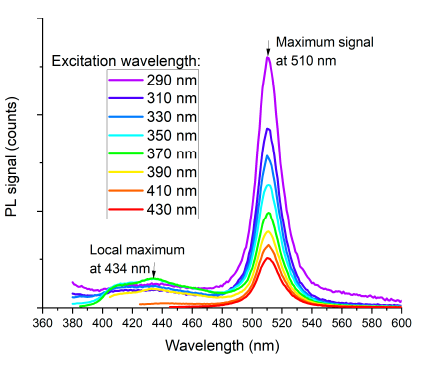 Maximum signal
at 510 nm
Excitation wavelength:
290 nm
310 nm
330 nm
350 nm
370 nm
390 nm
410 nm
430 nm
Local maximum
at 434 nm
PL signal (counts)
360 380 400 420 440 460 480 500 520 540 560 580 600
Wavelength (nm)